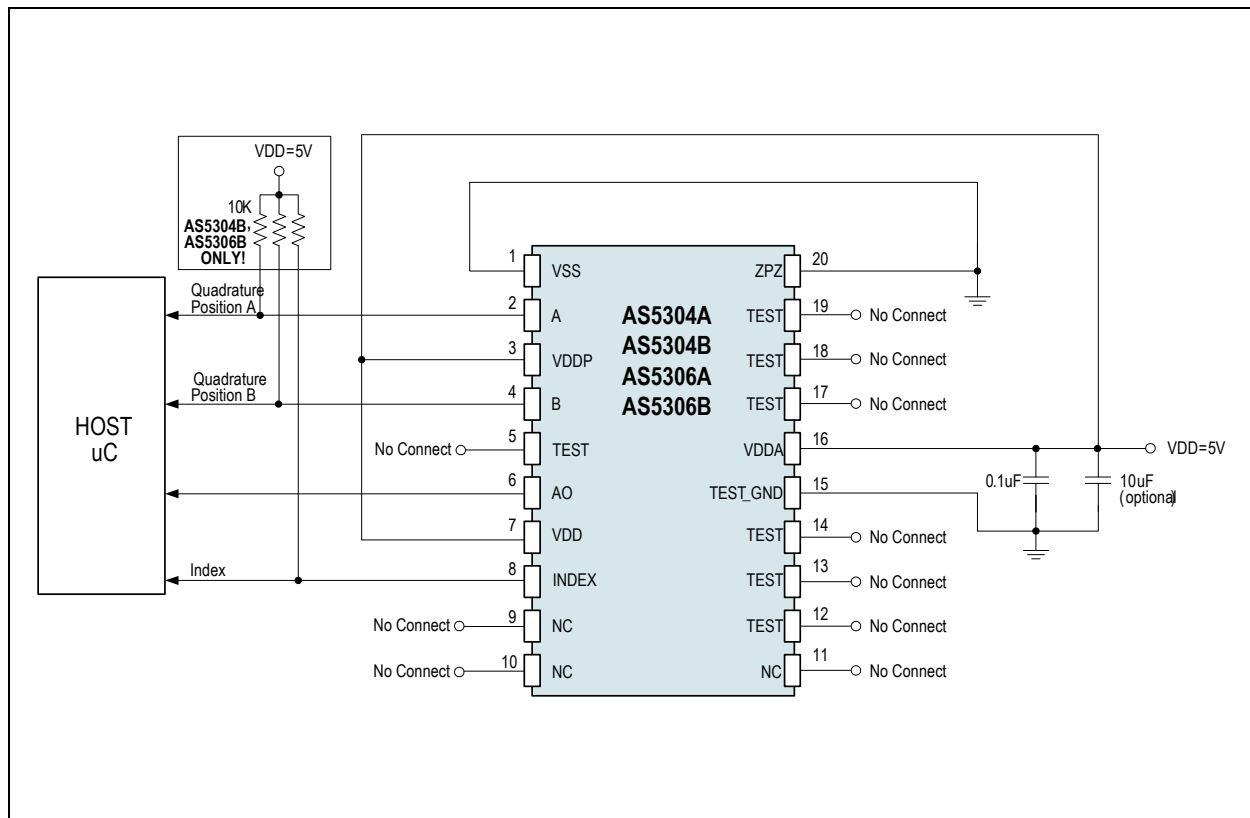 VDD=5V
10K
AS5304B,
AS5306B
ONLY!
HOST
uC
Quadrature
Position A
Quadrature
Position B
Index
No Connect
No Connect
No Connect
1
2
3
4
5
6
7
8
9
10
VSS
A
VDDP
B
TEST
AO
VDD
INDEX
NC
NC
AS5304A
AS5304B
AS5306A
AS5306B
ZPZ
TEST
TEST
TEST
VDDA
TEST_GND
TEST
TEST
TEST
NC
20
19
18
17
16
15
14
13
12
11
No Connect
No Connect
No Connect
No Connect
No Connect
No Connect
No Connect
VDD=5V
0.1uF
10uF
(optional)